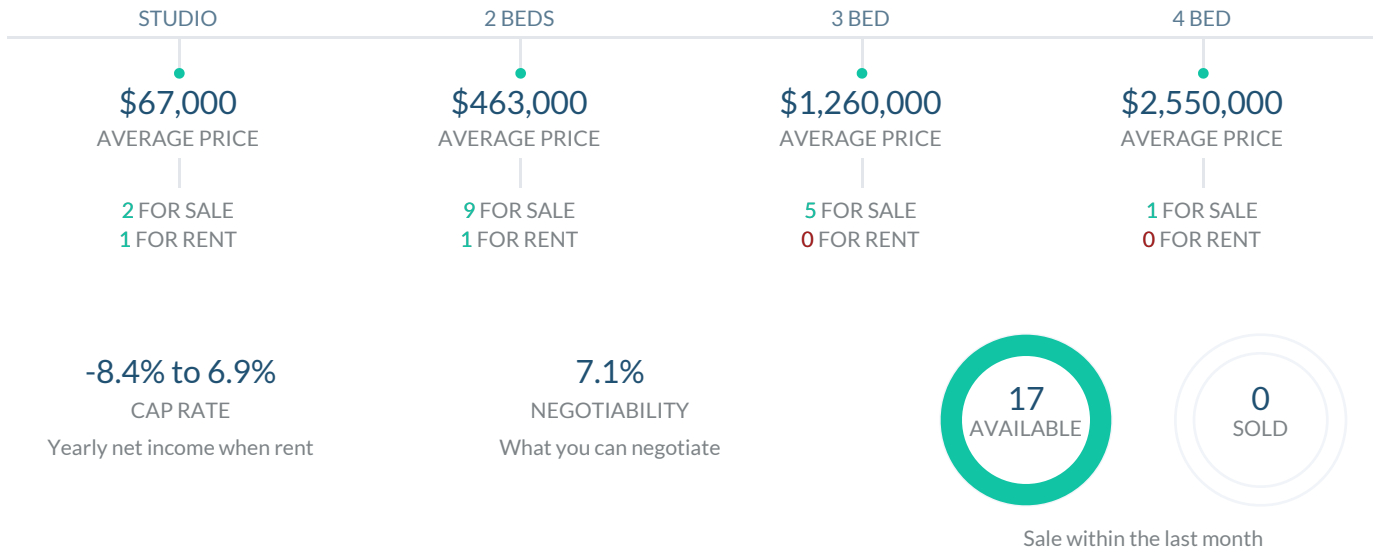 STUDIO
2 BEDS
3 BED
4 BED
$67,000
$463,000
$1,260,000
$2,550,000
AVERAGE PRICE
AVERAGE PRICE
AVERAGE PRICE
AVERAGE PRICE
2 FOR SALE
9 FOR SALE
5 FOR SALE
1 FOR SALE
1 FOR RENT
1 FOR RENT
0 FOR RENT
0 FOR RENT
-8.4% to 6.9%
CAP RATE
Yearly net income when rent
7.1%
NEGOTIABILITY
What you can negotiate
17
AVAILABLE
0
SOLD
Sale within the last month